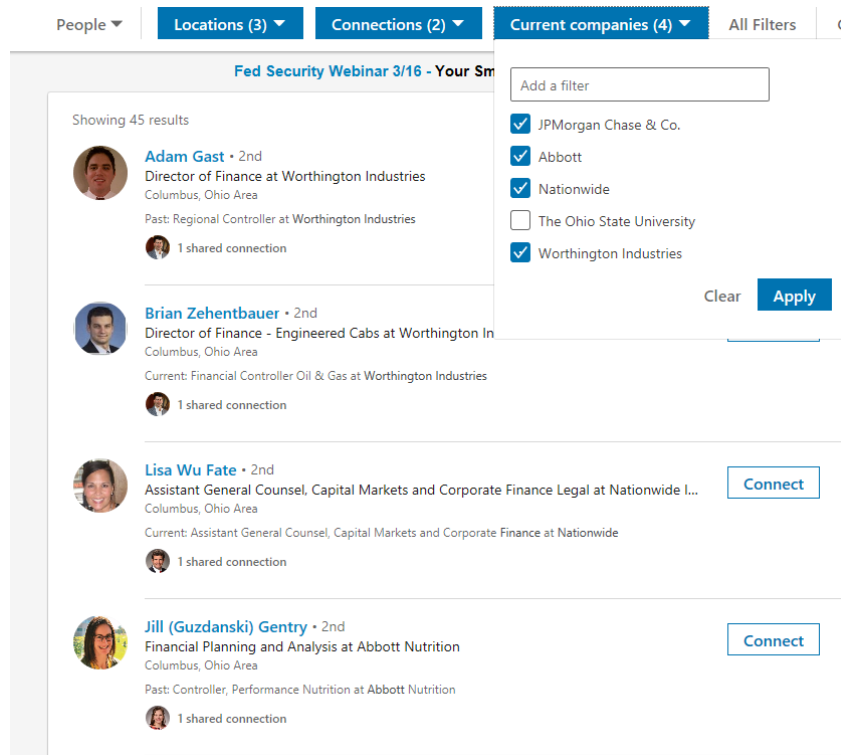 People
Locations (3)
Connections (2)
Current companies (4)
All Filters
Fed Security Webinar 3/16 - Your Sm
Add a filter
JPMorgan Chase & Co.
Abbott
Nationwide
The Ohio State University
Worthington Industries
Clear
Apply
Showing 45 results
Adam Gast • 2nd
Director of Finance at Worthington Industries
Columbus, Ohio Area
Past: Regional Controller at Worthington Industries
1 shared connection
Brian Zehentbauer • 2nd
Director of Finance - Engineered Cabs at Worthington In
Columbus, Ohio Area
Current: Financial Controller Oil & Gas at Worthington Industries
1 shared connection
Lisa Wu Fate • 2nd
Assistant General Counsel, Capital Markets and Corporate Finance Legal at Nationwide I...
Columbus, Ohio Area
Current: Assistant General Counsel, Capital Markets and Corporate Finance at Nationwide
1 shared connection
Connect
Jill (Guzdanski) Gentry • 2nd
Financial Planning and Analysis at Abbott Nutrition
Columbus, Ohio Area
Past: Controller, Performance Nutrition at Abbott Nutrition
1 shared connection
Connect